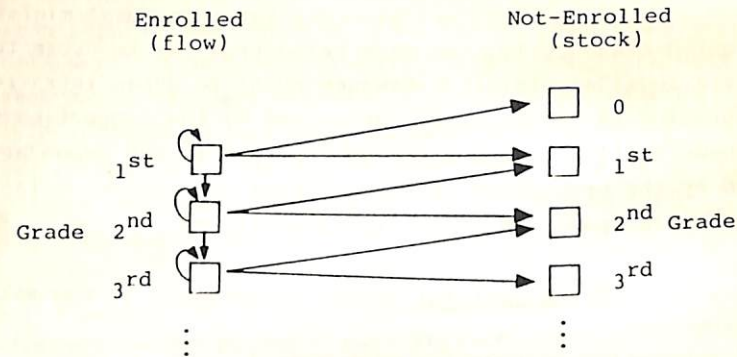 Enrolled Not-Enrolled
(flow) (stock)
0
1st 1st
Grade 2nd 2nd Grade
3rd 3rd